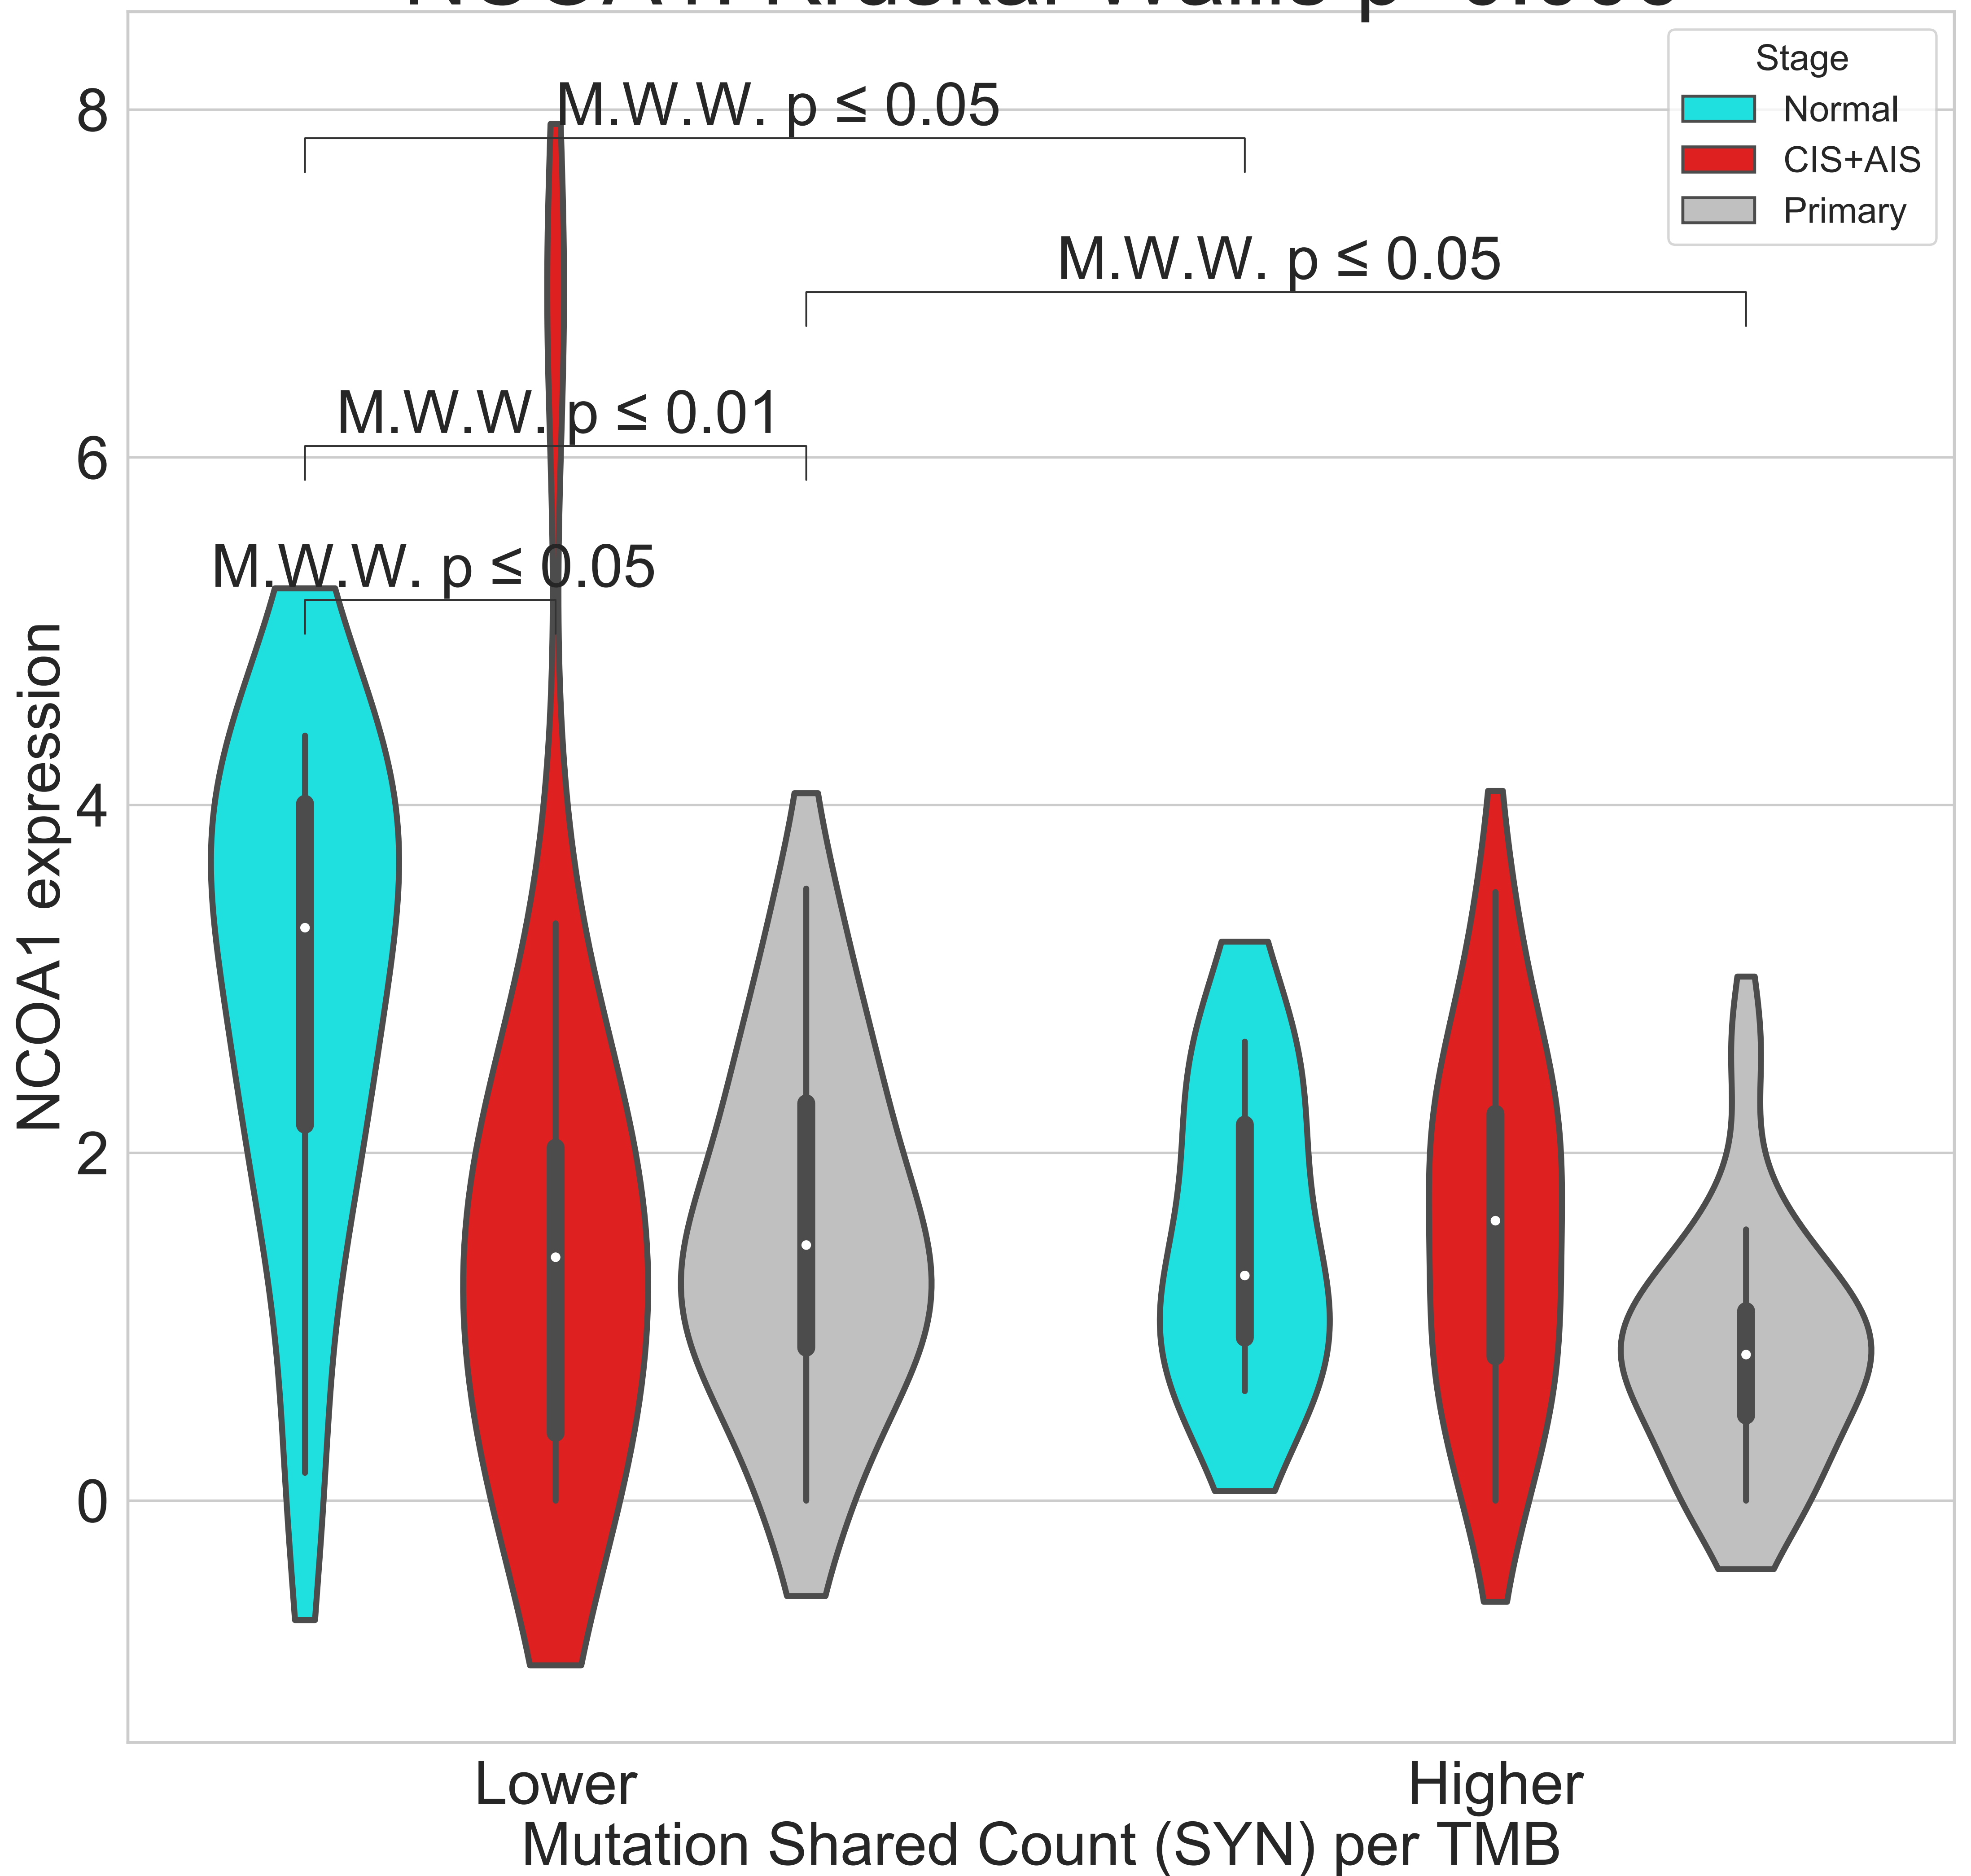 Stage
Normal
CIS+AIS
Primary
M.W.W. p ≤ 0.05
M.W.W. p ≤ 0.05
M.W.W. p ≤ 0.01
M.W.W. p ≤ 0.05
8
6
4
2
0
NCOA1 expression
Lower
Higher
Mutation Shared Count (SYN) per TMB